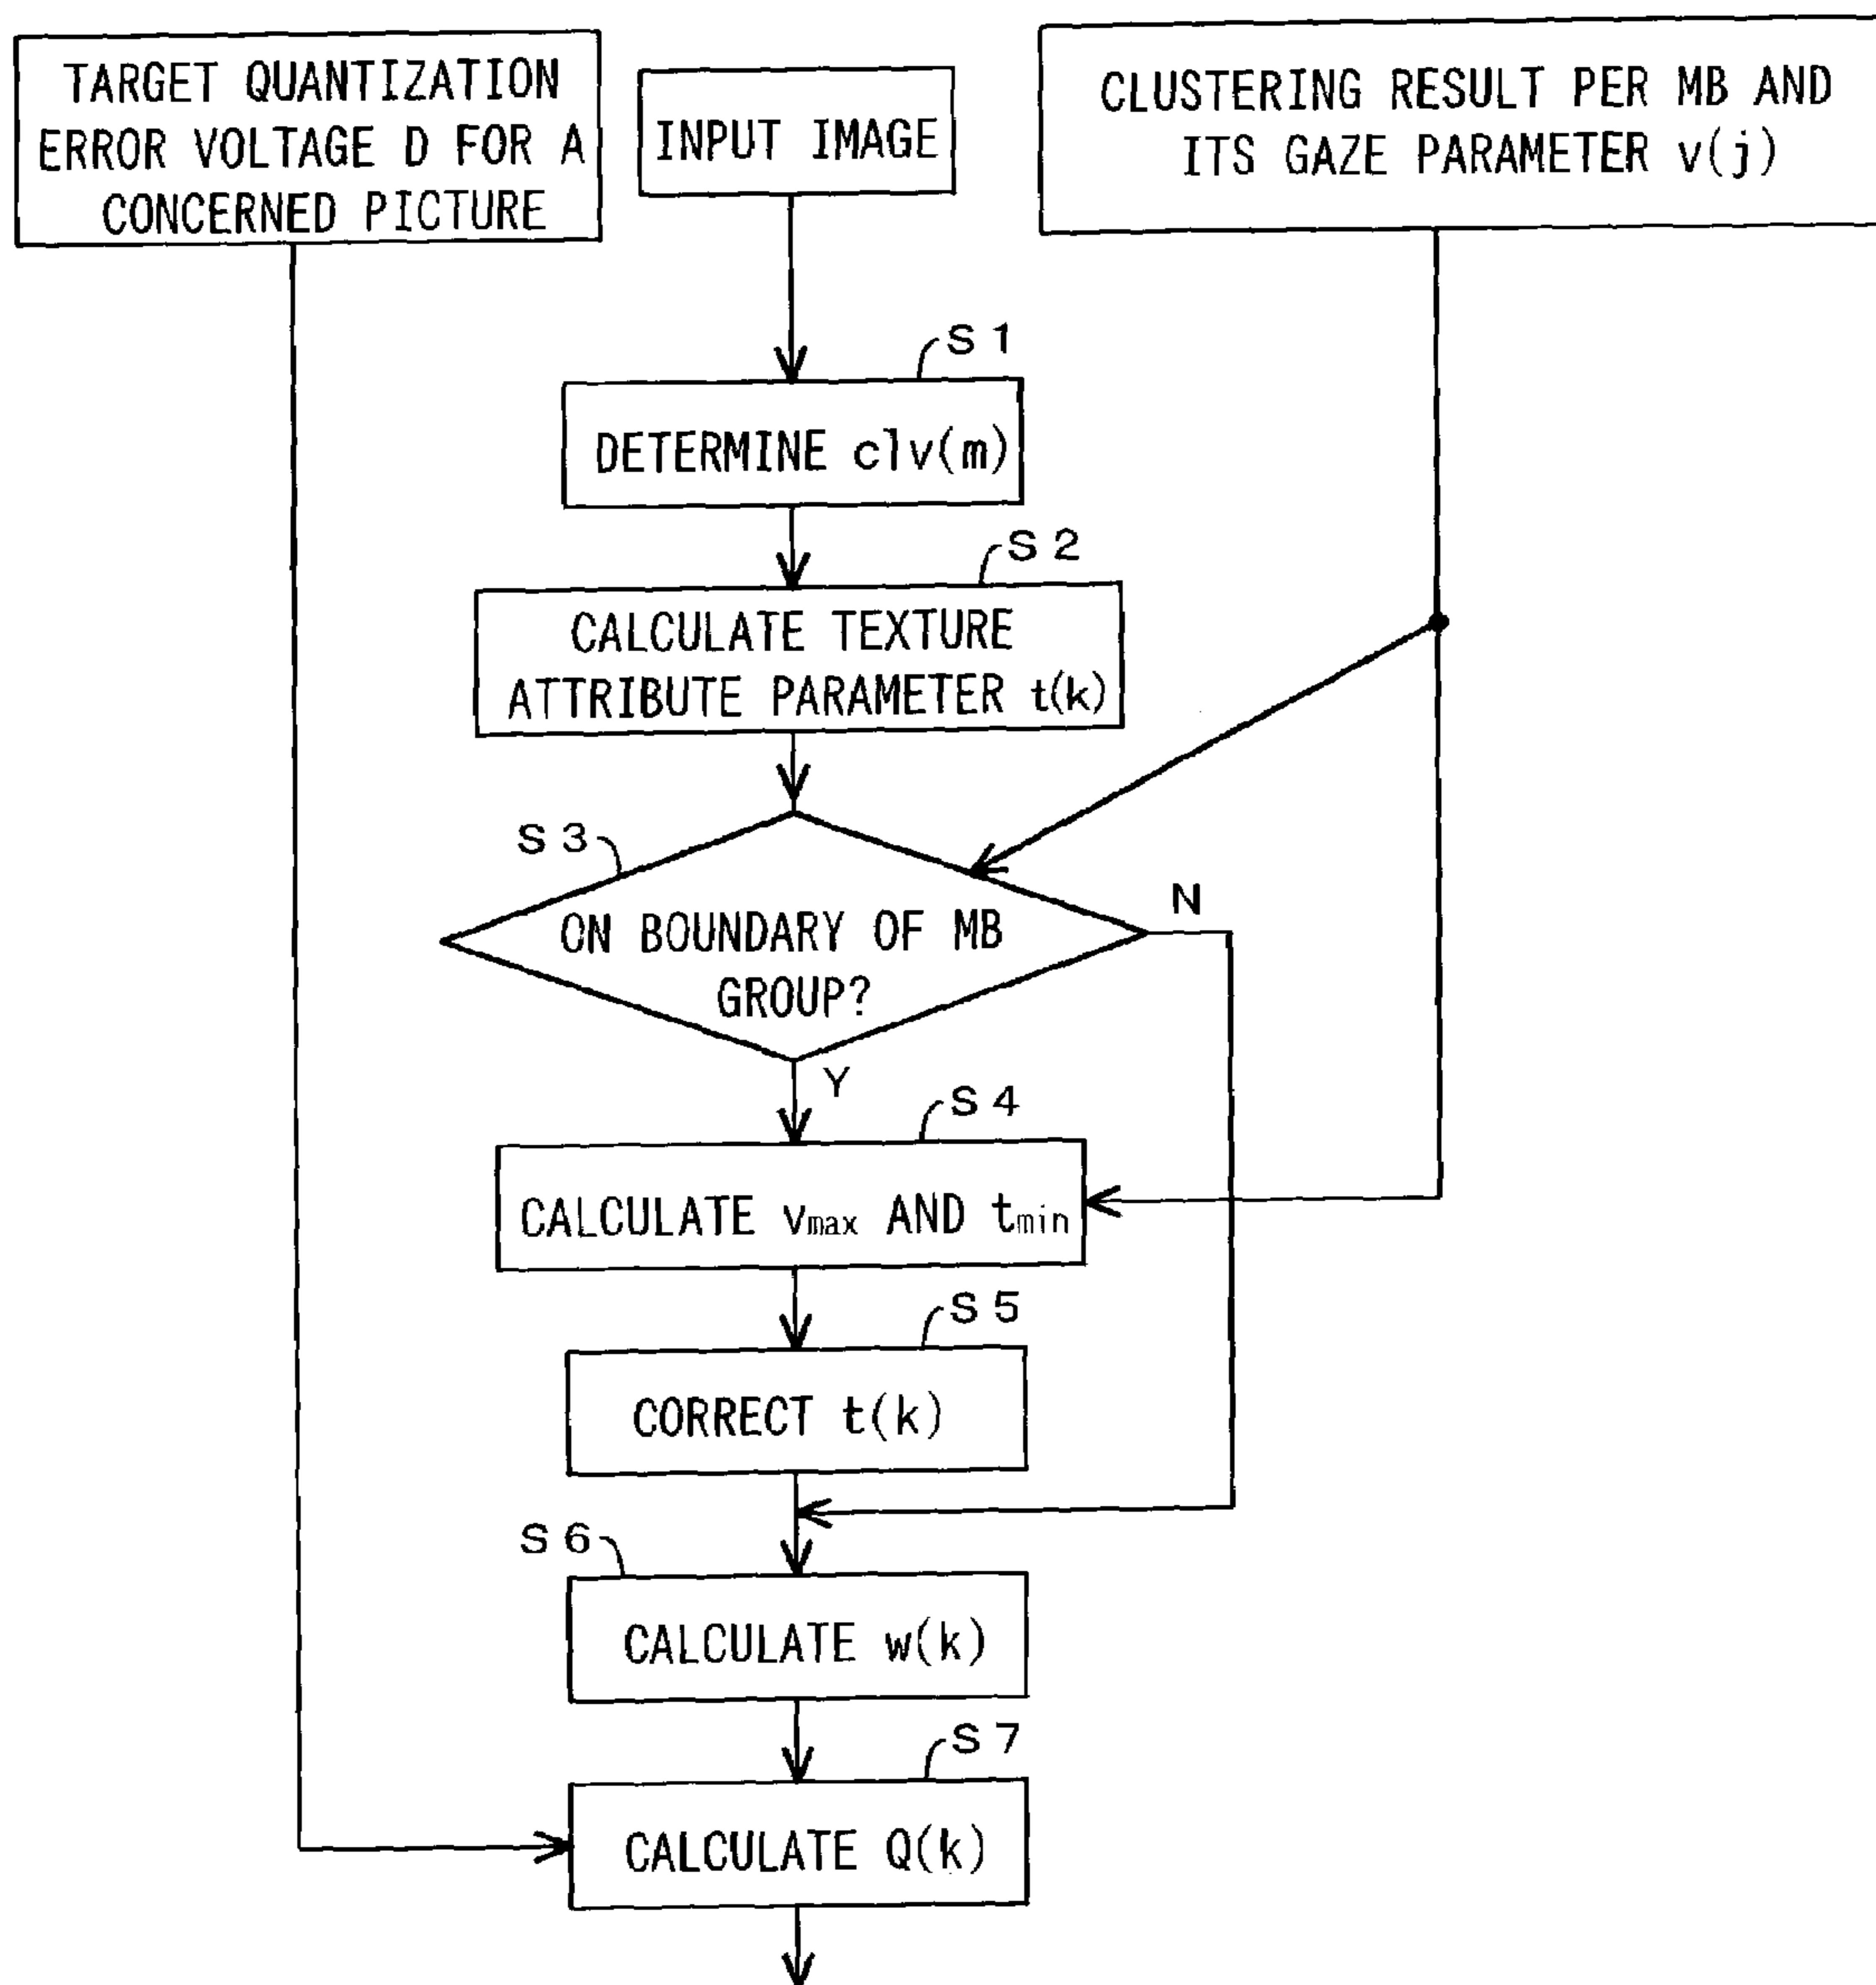 TARGET QUANTIZATION
ERROR VOLTAGE D FOR A
CONCERNED PICTURE
INPUT IMAGE
CLUSTERING RESULT PER MB AND
ITS GAZE PARAMETER v(j)
S1
DETERMINE clv(m)
S2
CALCULATE TEXTURE
ATTRIBUTE PARAMETER t(k)
S3
ON BOUNDARY OF MB
GROUP?
N
Y
S4
CALCULATE vmax AND tmin
S5
CORRECT t(k)
S6
CALCULATE w(k)
S7
CALCULATE Q(k)